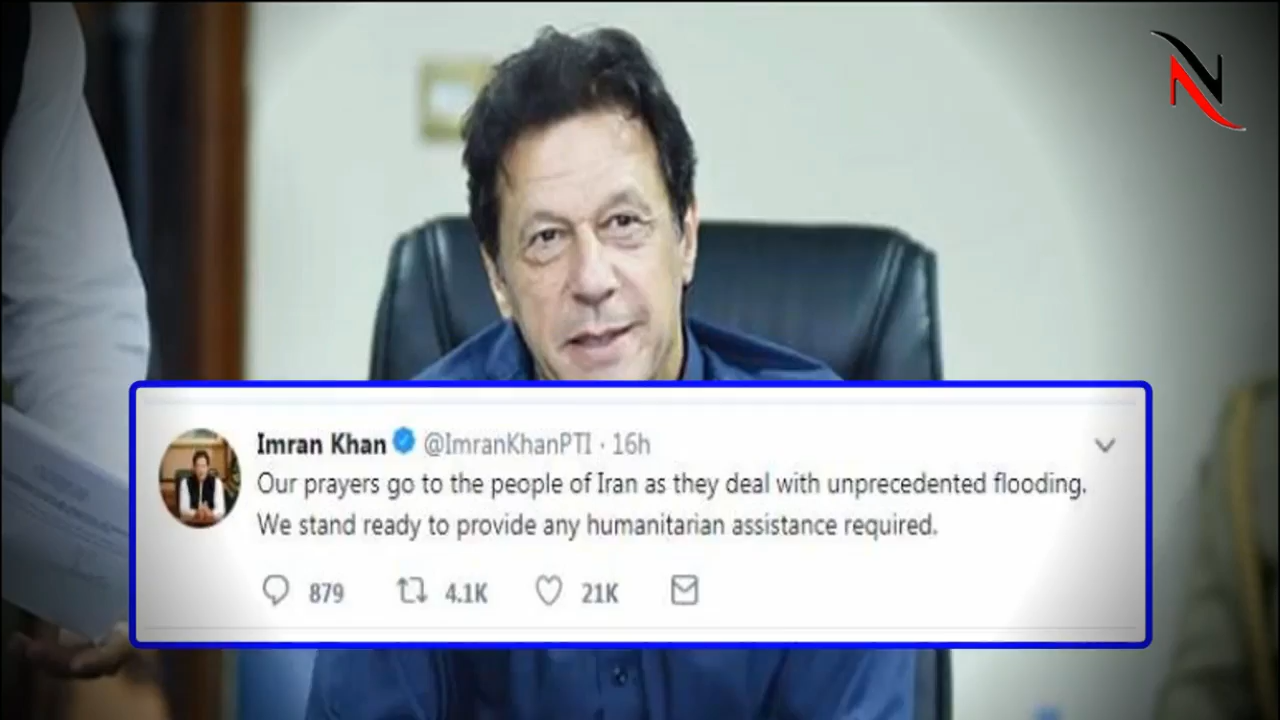 Imran Khan @ImranKhanPTI · 16h
Our prayers go to the people of Iran as they deal with unprecedented flooding.
We stand ready to provide any humanitarian assistance required.
879 4.1K 21K